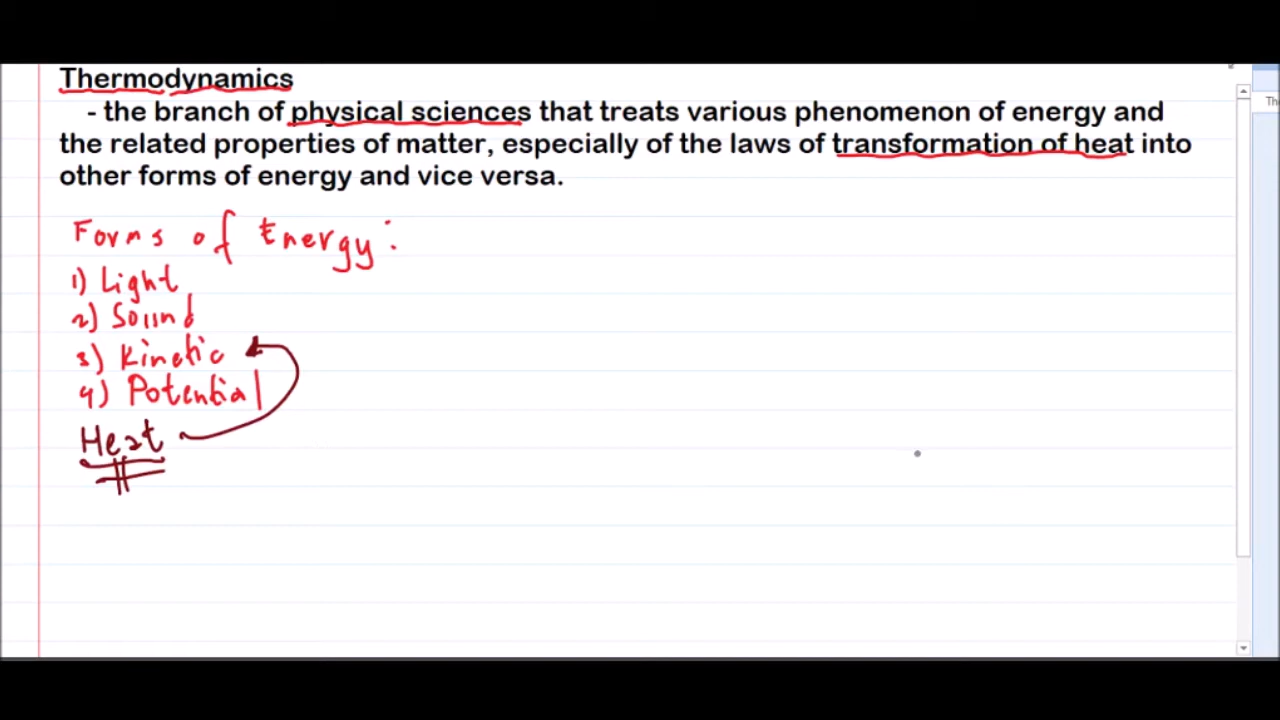 Thermodynamics
- the branch of physical sciences that treats various phenomenon of energy and
the related properties of matter, especially of the laws of transformation of heat into
other forms of energy and vice versa.
Forms of Energy:
1) Light
2) Sound
3) Kinetic
4) Potential
Heat